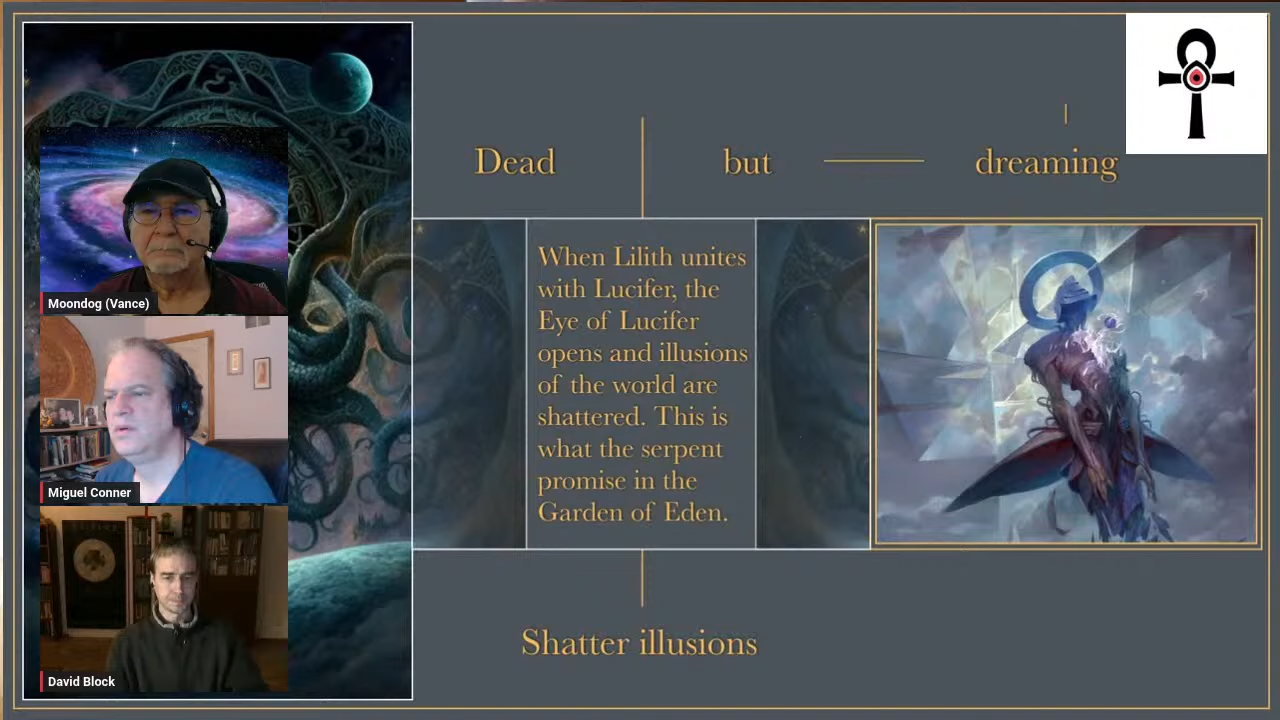 Dead but dreaming
Moondog (Vance)
Miguel Conner
David Block
When Lilith unites
with Lucifer, the
Eye of Lucifer
opens and illusions
of the world are
shattered. This is
what the serpent
promise in the
Garden of Eden.
Shatter illusions